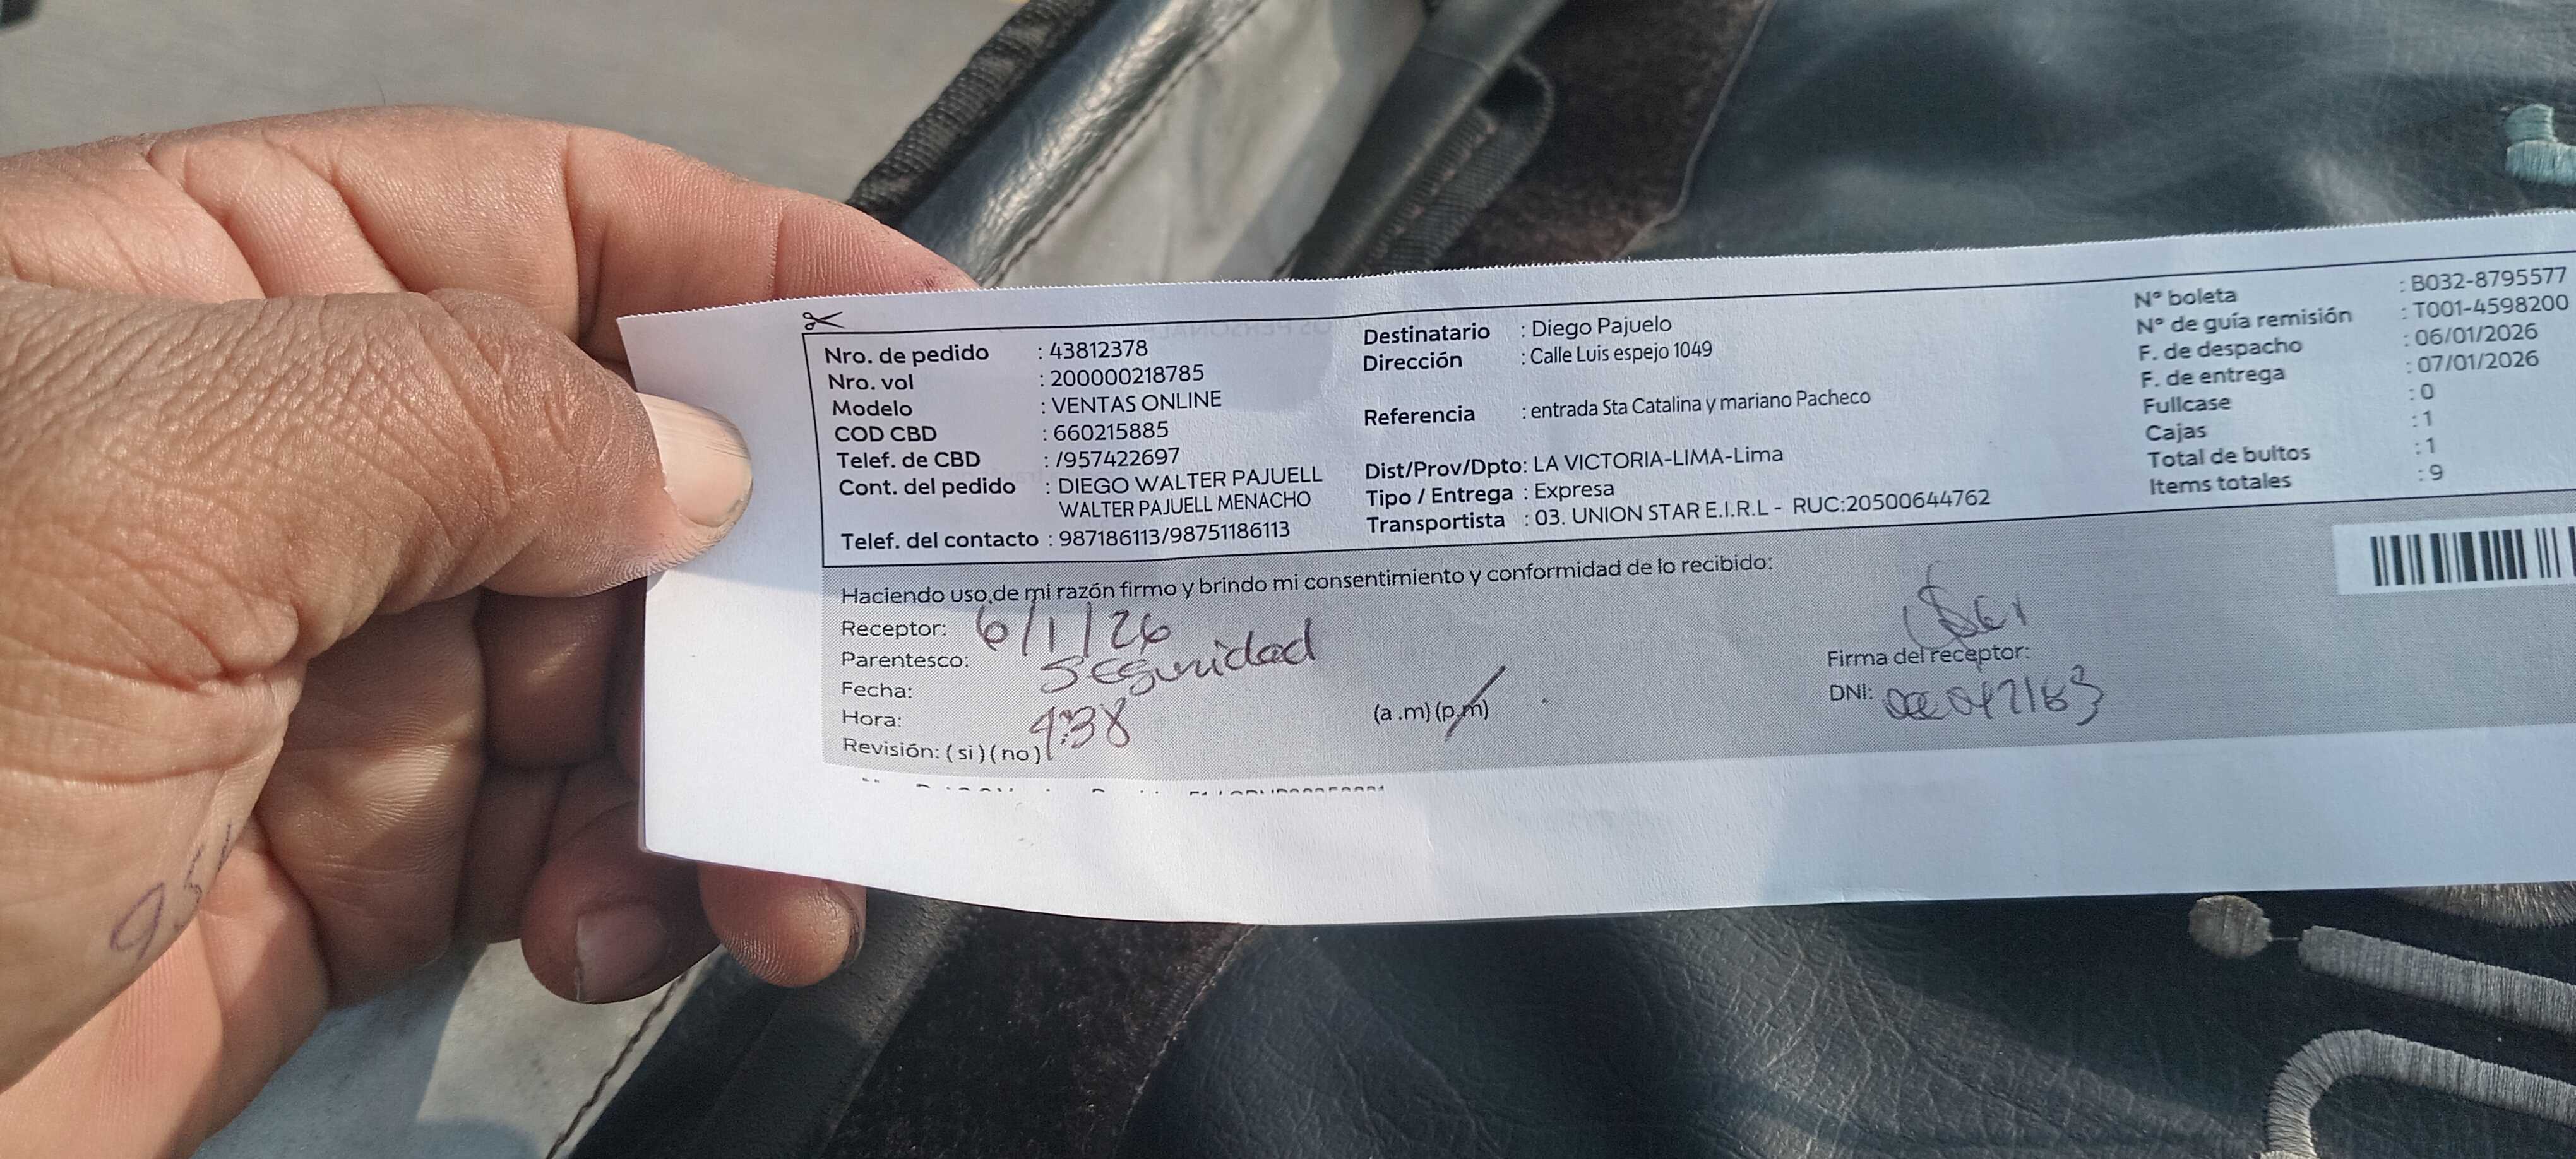 Nro. de pedido : 43812378
Nro. vol : 200000218785
Modelo : VENTAS ONLINE
COD CBD : 660215885
Telef. de CBD : /957422697
Cont. del pedido : DIEGO WALTER PAJUELL
WALTER PAJUELL MENACHO
Telef. del contacto : 987186113/98751186113
Destinatario : Diego Pajuelo
Dirección : Calle Luis espejo 1049
Referencia : entrada Sta Catalina y mariano Pacheco
Dist/Prov/Dpto: LA VICTORIA-LIMA-Lima
Tipo / Entrega : Expresa
Transportista : 03. UNION STAR E.I.R.L - RUC:20500644762
N° boleta : B032-8795577
N° de guía remisión : T001-4598200
F. de despacho : 06/01/2026
F. de entrega : 07/01/2026
Fullcase : 0
Cajas : 1
Total de bultos : 1
Items totales : 9
Haciendo uso de mi razón firmo y brindo mi consentimiento y conformidad de lo recibido:
Receptor: 6/1/26
Parentesco: Seguridad
Fecha:
Hora: 4:38 (a.m) (p.m)
Revisión: ( si ) ( no )
Firma del receptor:
DNI: